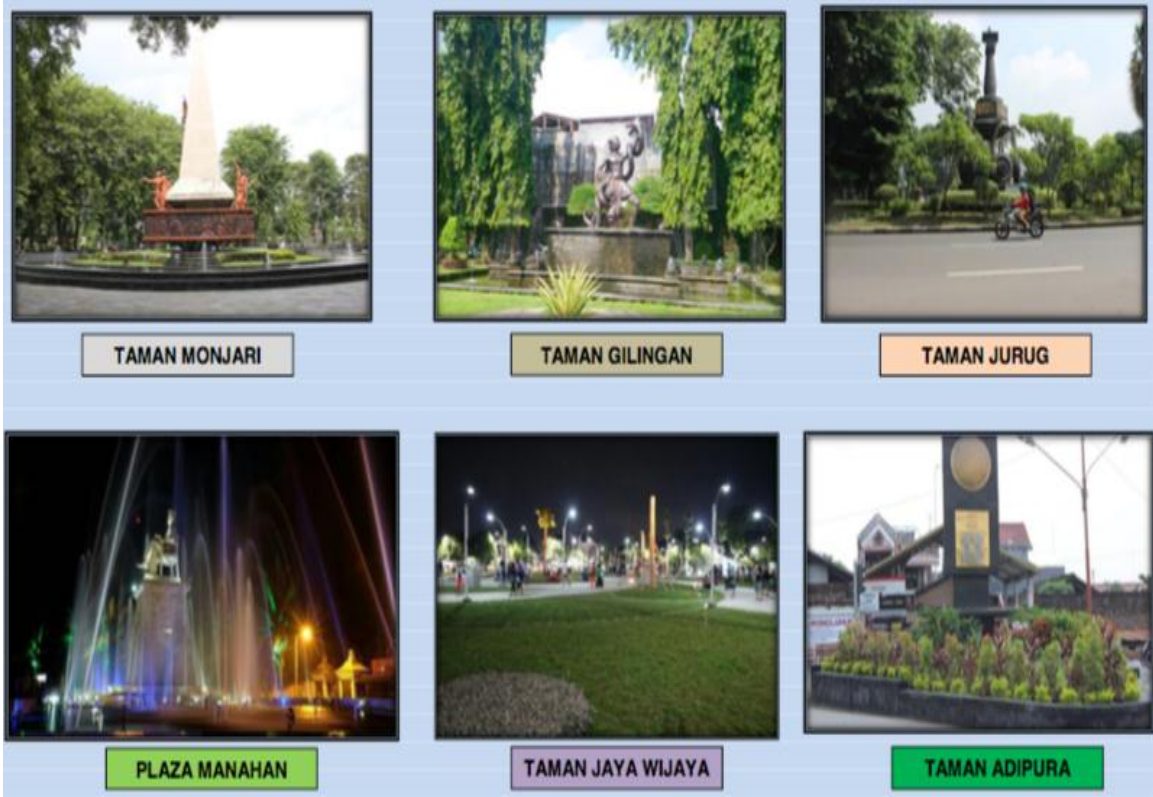 TAMAN MONJARI
TAMAN GILINGAN
TAMAN JURUG
PLAZA MANAHAN
TAMAN JAYA WIJAYA
TAMAN ADIPURA